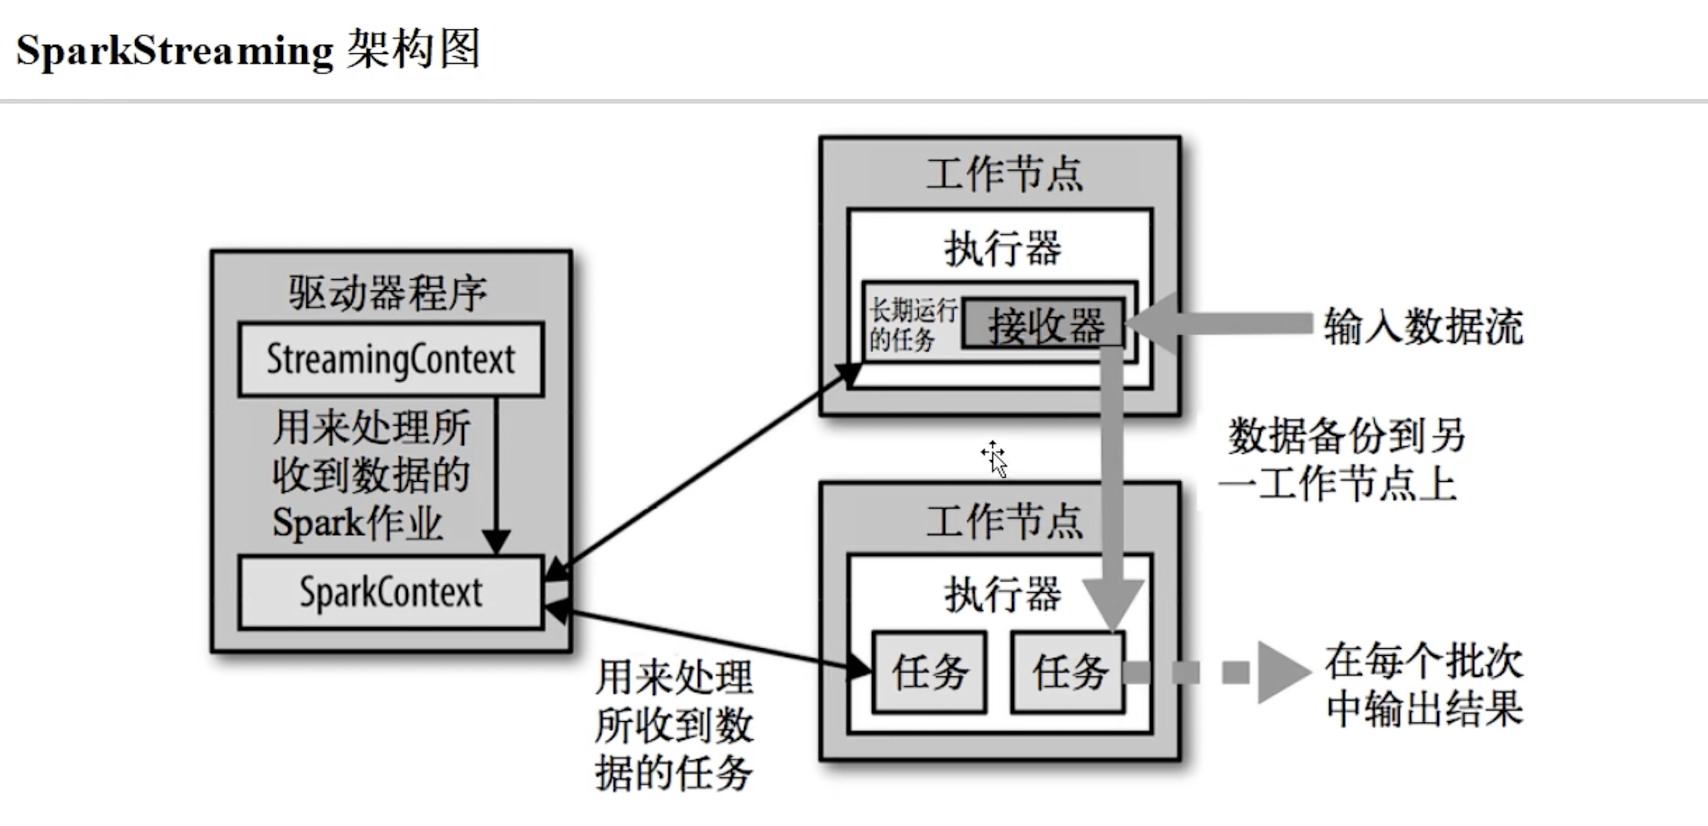 SparkStreaming 架构图
驱动器程序
StreamingContext
用来处理所
收到数据的
Spark作业
SparkContext
用来处理
所收到数
据的任务
工作节点
执行器
长期运行
的任务
接收器
输入数据流
数据备份到另
一工作节点上
工作节点
执行器
任务
任务
在每个批次
中输出结果